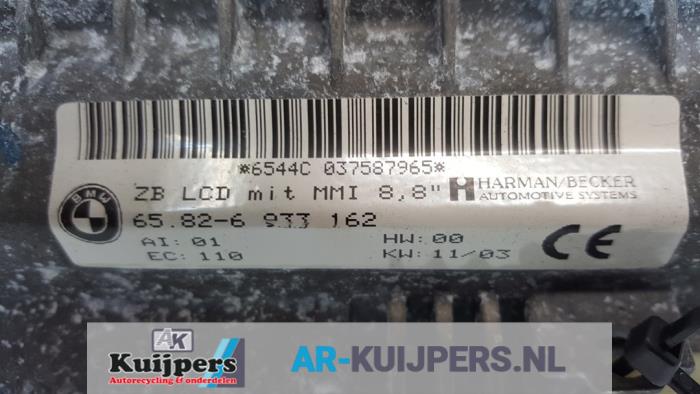 *6544C 037587965*
BMW
ZB LCD mit MMI 8,8"
HARMAN/BECKER
AUTOMOTIVE SYSTEMS
65.82-6 933 162
AI: 01
HW: 00
EC: 110
KW: 11/03
CE
AK
Kuijpers
Autorecycling & onderdelen
AR-KUIJPERS.NL